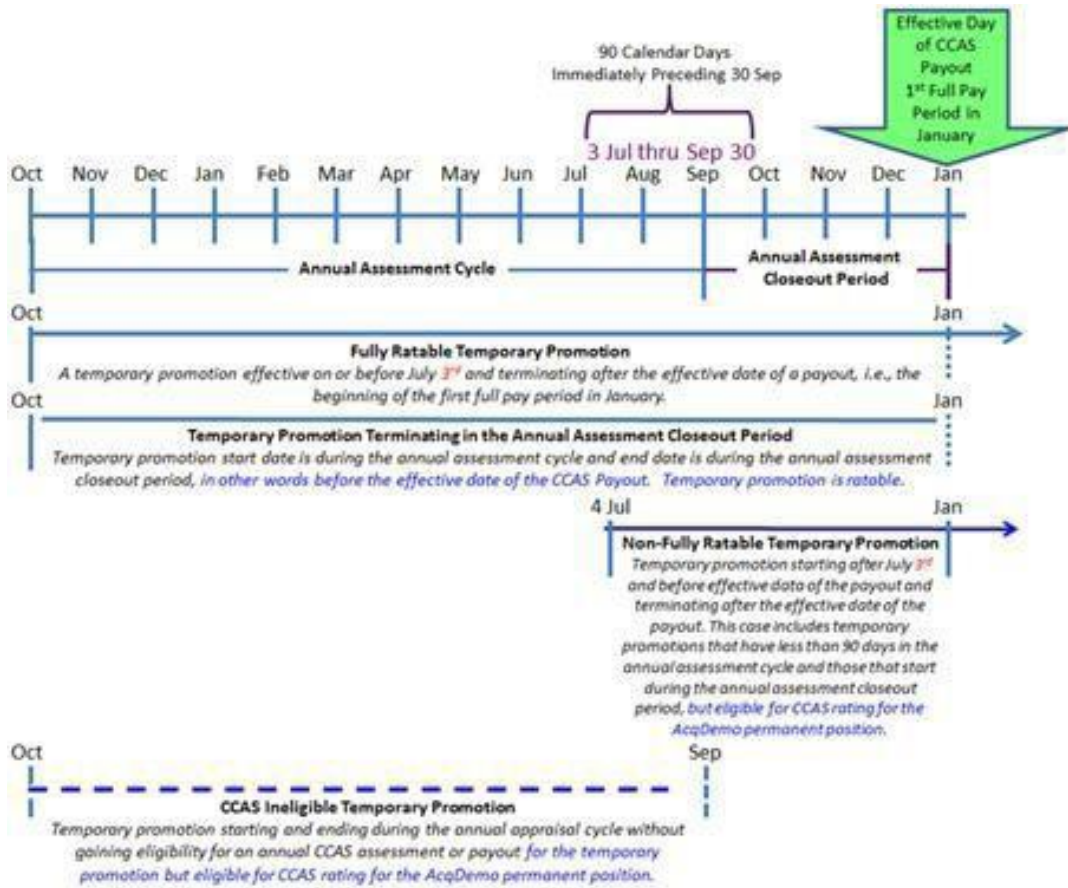 Effective Day
of CCAS
Payout
1st Full Pay
Period in
January
90 Calendar Days
Immediately Preceding 30 Sep
3 Jul thru Sep 30
Oct Nov Dec Jan Feb Mar Apr May Jun Jul Aug Sep Oct Nov Dec Jan
Annual Assessment Cycle
Annual Assessment
Closeout Period
Oct Jan
Fully Ratable Temporary Promotion
A temporary promotion effective on or before July 3rd and terminating after the effective date of a payout, i.e., the
beginning of the first full pay period in January.
Oct Jan
Temporary Promotion Terminating in the Annual Assessment Closeout Period
Temporary promotion start date is during the annual assessment cycle and end date is during the annual assessment
closeout period, in other words before the effective date of the CCAS Payout. Temporary promotion is ratable.
4 Jul Jan
Non-Fully Ratable Temporary Promotion
Temporary promotion starting after July 3rd
and before effective data of the payout and
terminating after the effective date of the
payout. This case includes temporary
promotions that have less than 90 days in the
annual assessment cycle and those that start
during the annual assessment closeout
period, but eligible for CCAS rating for the
AcqDemo permanent position.
Oct Sep
CCAS Ineligible Temporary Promotion
Temporary promotion starting and ending during the annual appraisal cycle without
gaining eligibility for an annual CCAS assessment or payout for the temporary
promotion but eligible for CCAS rating for the AcqDemo permanent position.